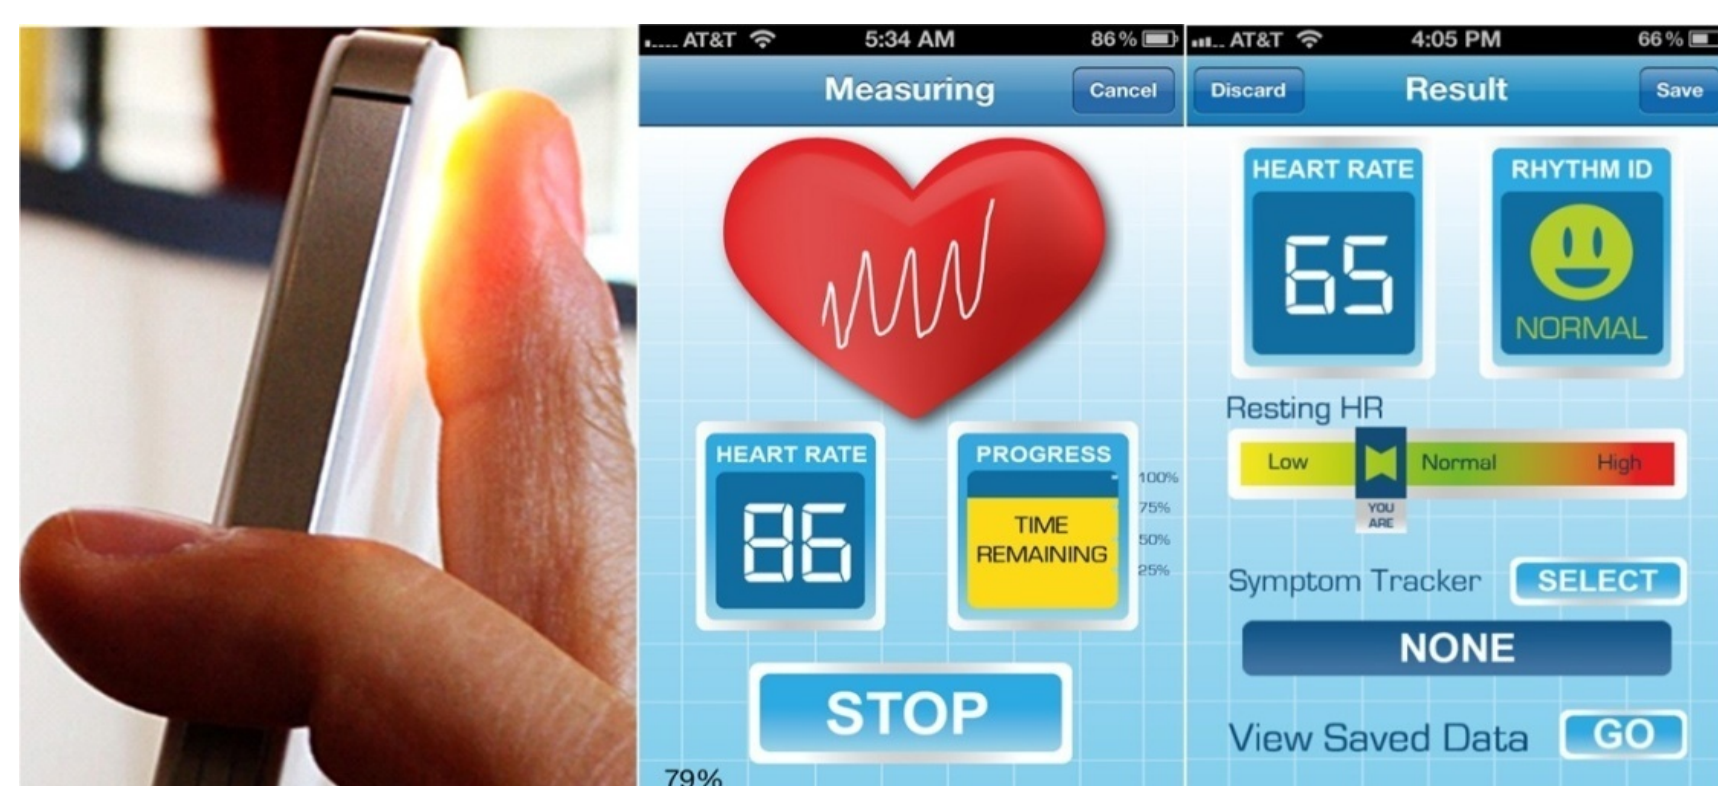 AT&T 5:34 AM 86%
Measuring Cancel
HEART RATE
86
PROGRESS
100%
75%
50%
25%
TIME
REMAINING
STOP
79%
AT&T 4:05 PM 66%
Discard Result Save
HEART RATE
65
RHYTHM ID
NORMAL
Resting HR
Low Normal High
YOU
ARE
Symptom Tracker SELECT
NONE
View Saved Data GO